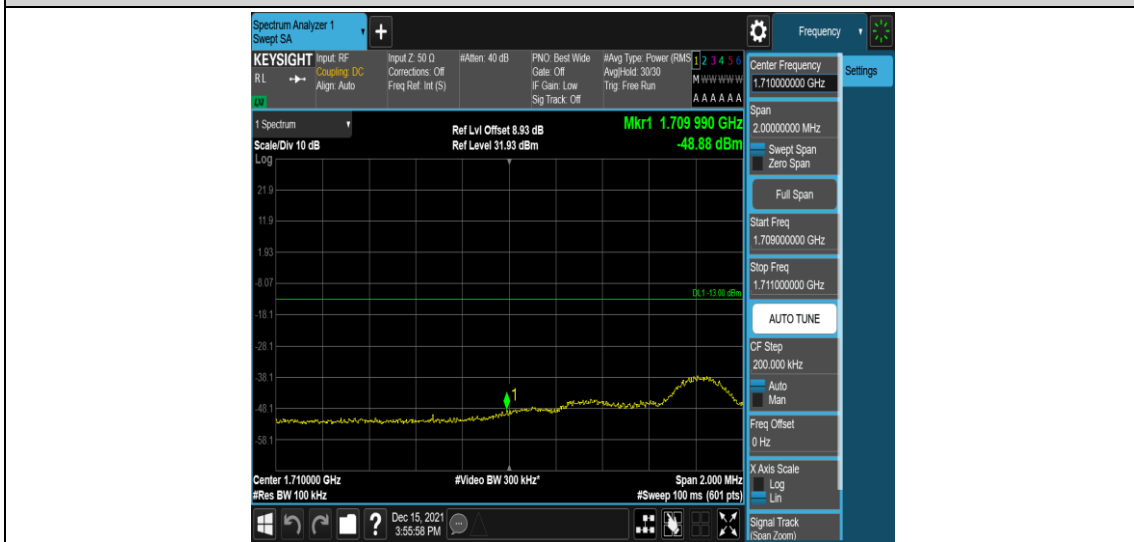 Spectrum Analyzer 1
Swept SA
+
Frequency
KEYSIGHT
R L
LXI
Input: RF
Coupling: DC
Align: Auto
Input Z: 50 Ω
Corrections: Off
Freq Ref: Int (S)
#Atten: 40 dB
PNO: Best Wide
Gate: Off
IF Gain: Low
Sig Track: Off
#Avg Type: Power (RMS
Avg|Hold: 30/30
Trig: Free Run
1 2 3 4 5 6
M W W W W W
A A A A A A
1 Spectrum
Scale/Div 10 dB
Ref Lvl Offset 8.93 dB
Ref Level 31.93 dBm
Mkr1 1.709 990 GHz
-48.88 dBm
Log
21.9
11.9
1.93
-8.07
DL1 -13.00 dBm
-18.1
-28.1
-38.1
1
-48.1
-58.1
Center 1.710000 GHz
#Video BW 300 kHz*
Span 2.000 MHz
#Res BW 100 kHz
#Sweep 100 ms (601 pts)
?
Dec 15, 2021
3:55:58 PM
Center Frequency
1.710000000 GHz
Settings
Span
2.00000000 MHz
Swept Span
Zero Span
Full Span
Start Freq
1.709000000 GHz
Stop Freq
1.711000000 GHz
AUTO TUNE
CF Step
200.000 kHz
Auto
Man
Freq Offset
0 Hz
X Axis Scale
Log
Lin
Signal Track
(Span Zoom)